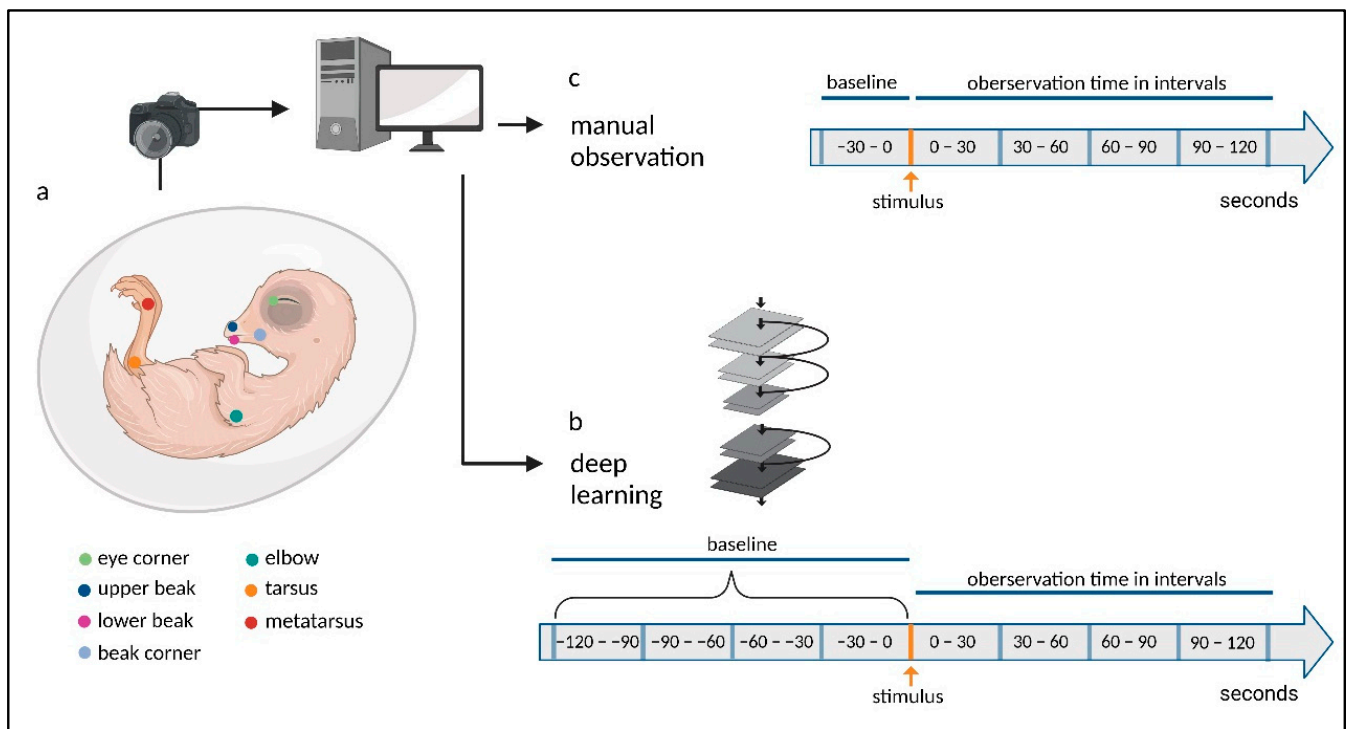 c
manual
observation
baseline
oberservation time in intervals
−30 – 0
0 – 30
30 – 60
60 – 90
90 – 120
stimulus
seconds
a
b
deep
learning
eye corner
upper beak
lower beak
beak corner
elbow
tarsus
metatarsus
baseline
oberservation time in intervals
−120 – −90
−90 – −60
−60 – −30
−30 – 0
0 – 30
30 – 60
60 – 90
90 – 120
stimulus
seconds